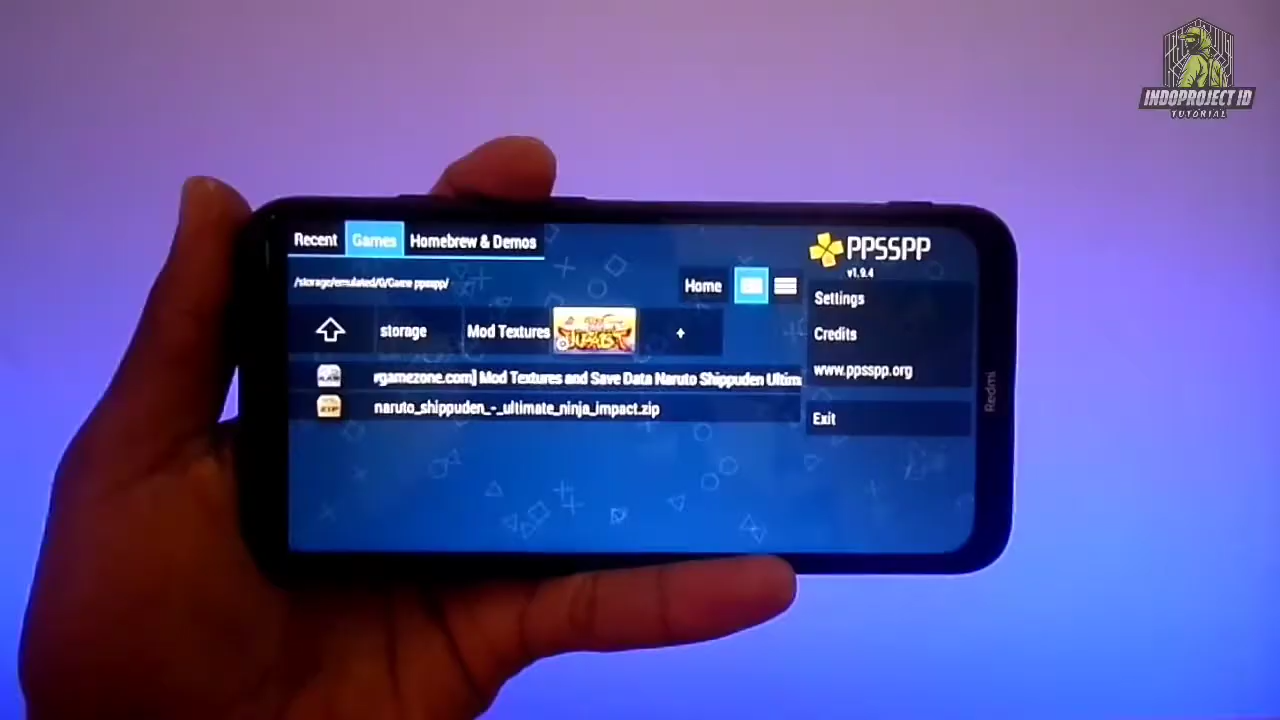 INDOPROJECT ID
TUTORIAL
Recent Games Homebrew & Demos
PPSSPP
v1.9.4
/storage/emulated/0/Game ppsspp/
Home
Settings
storage
Mod Textures
+
Credits
www.ppsspp.org
gamezone.com] Mod Textures and Save Data Naruto Shippuden
naruto_shippuden_-_ultimate_ninja_impact.zip
ZIP
Exit
Redmi